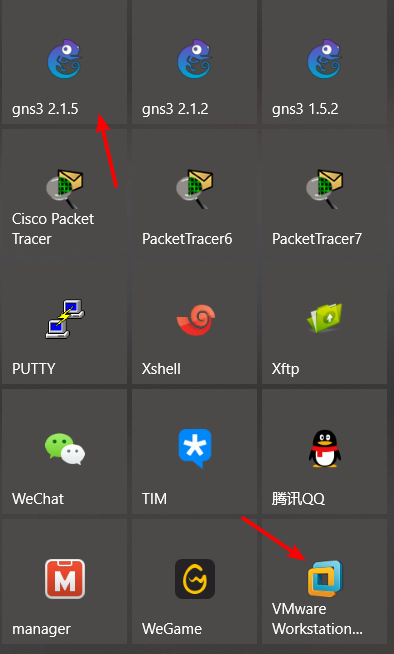 gns3 2.1.5
gns3 2.1.2
gns3 1.5.2
Cisco Packet
Tracer
PacketTracer6
PacketTracer7
PUTTY
Xshell
Xftp
WeChat
TIM
腾讯QQ
M
manager
WeGame
VMware
Workstation...